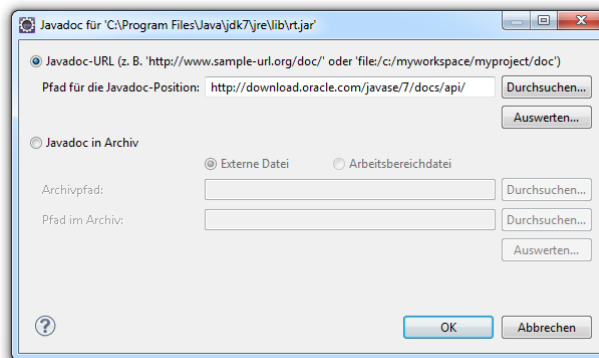 Javadoc für 'C:\Program Files\Java\jdk7\jre\lib\rt.jar'
Javadoc-URL (z. B. 'http://www.sample-url.org/doc/' oder 'file:/c:/myworkspace/myproject/doc')
Pfad für die Javadoc-Position: http://download.oracle.com/javase/7/docs/api/ Durchsuchen...
Auswerten...
Javadoc in Archiv
Externe Datei Arbeitsbereichdatei
Archivpfad: Durchsuchen...
Pfad im Archiv: Durchsuchen...
Auswerten...
? OK Abbrechen